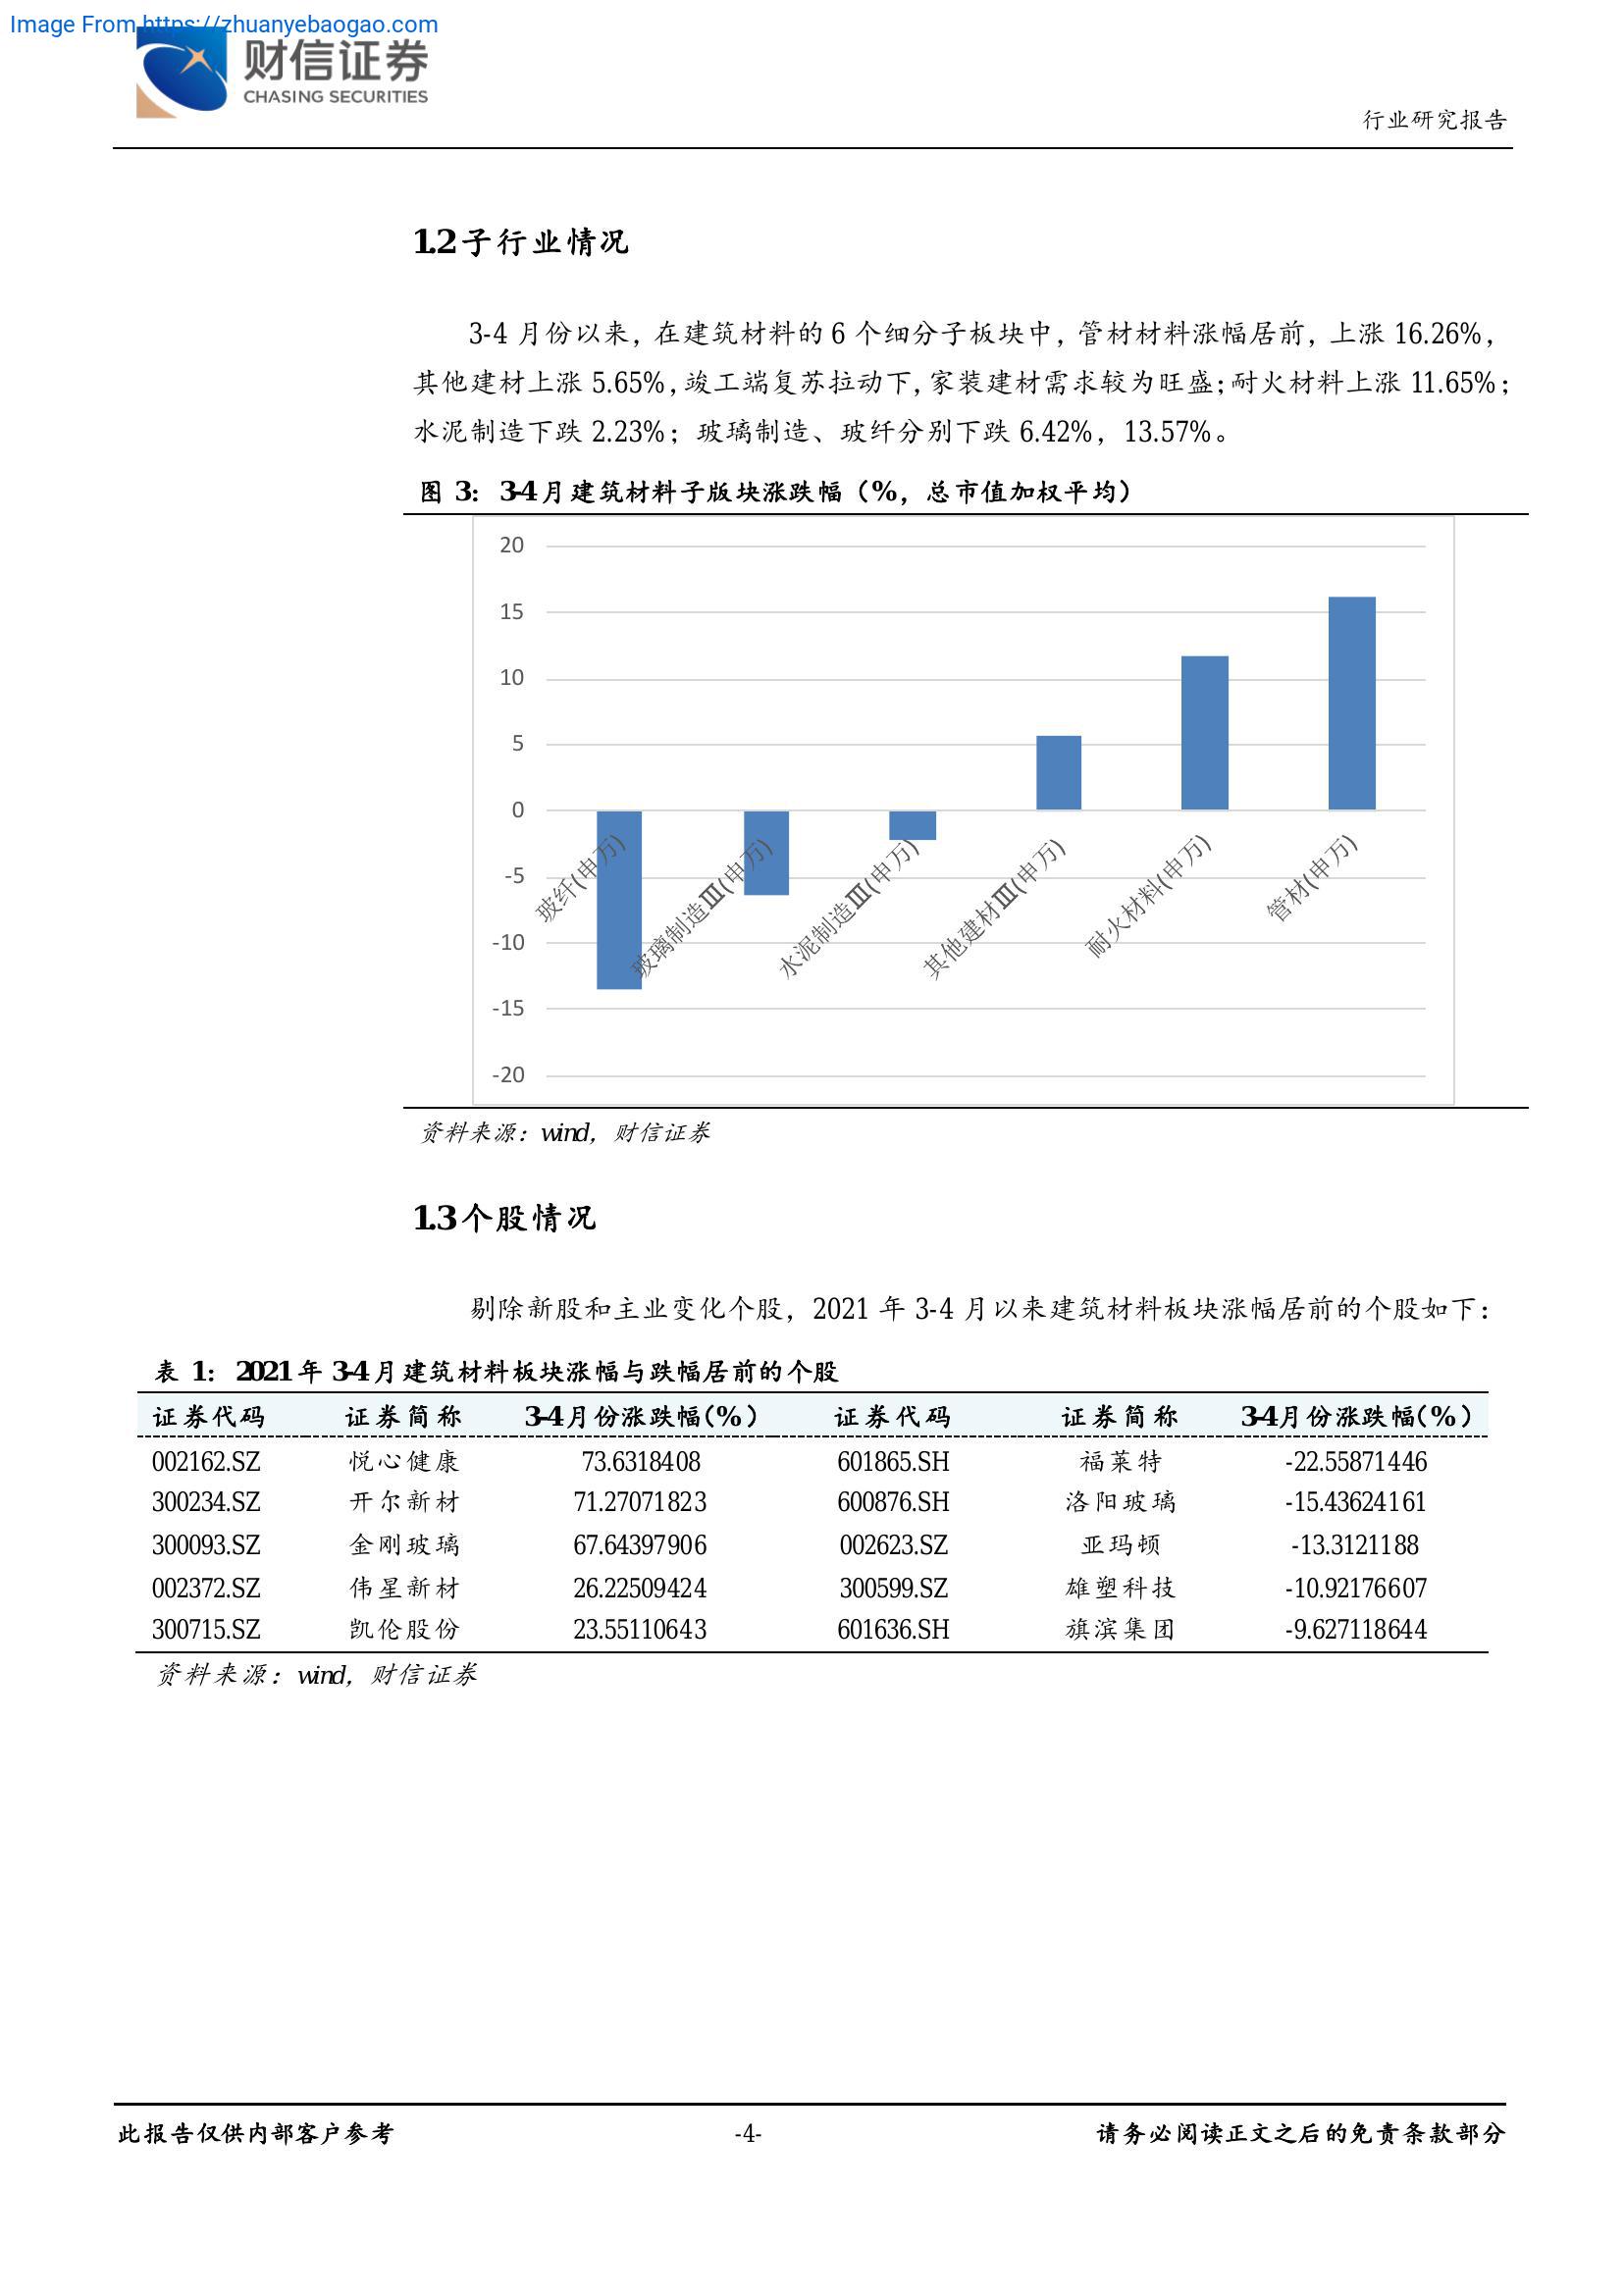 Image From https://zhuanyebaogao.com
财信证券
CHASING SECURITIES
行业研究报告
1.2子行业情况
3-4 月份以来，在建筑材料的 6 个细分子板块中，管材材料涨幅居前，上涨 16.26%，
其他建材上涨 5.65%，竣工端复苏拉动下，家装建材需求较为旺盛；耐火材料上涨 11.65%；
水泥制造下跌 2.23%；玻璃制造、玻纤分别下跌 6.42%，13.57%。
图 3：3-4月建筑材料子版块涨跌幅（%，总市值加权平均）
20
15
10
5
0
-5
-10
-15
-20
玻纤(申万)
玻璃制造Ⅲ(申万)
水泥制造Ⅲ(申万)
其他建材Ⅲ(申万)
耐火材料(申万)
管材(申万)
资料来源：wind，财信证券
1.3个股情况
剔除新股和主业变化个股，2021 年 3-4 月以来建筑材料板块涨幅居前的个股如下：
表 1：2021年 3-4月建筑材料板块涨幅与跌幅居前的个股
证券代码 证券简称 3-4月份涨跌幅(%) 证券代码 证券简称 3-4月份涨跌幅(%)
002162.SZ 悦心健康 73.6318408 601865.SH 福莱特 -22.55871446
300234.SZ 开尔新材 71.27071823 600876.SH 洛阳玻璃 -15.43624161
300093.SZ 金刚玻璃 67.64397906 002623.SZ 亚玛顿 -13.3121188
002372.SZ 伟星新材 26.22509424 300599.SZ 雄塑科技 -10.92176607
300715.SZ 凯伦股份 23.55110643 601636.SH 旗滨集团 -9.627118644
资料来源：wind，财信证券
此报告仅供内部客户参考 -4- 请务必阅读正文之后的免责条款部分